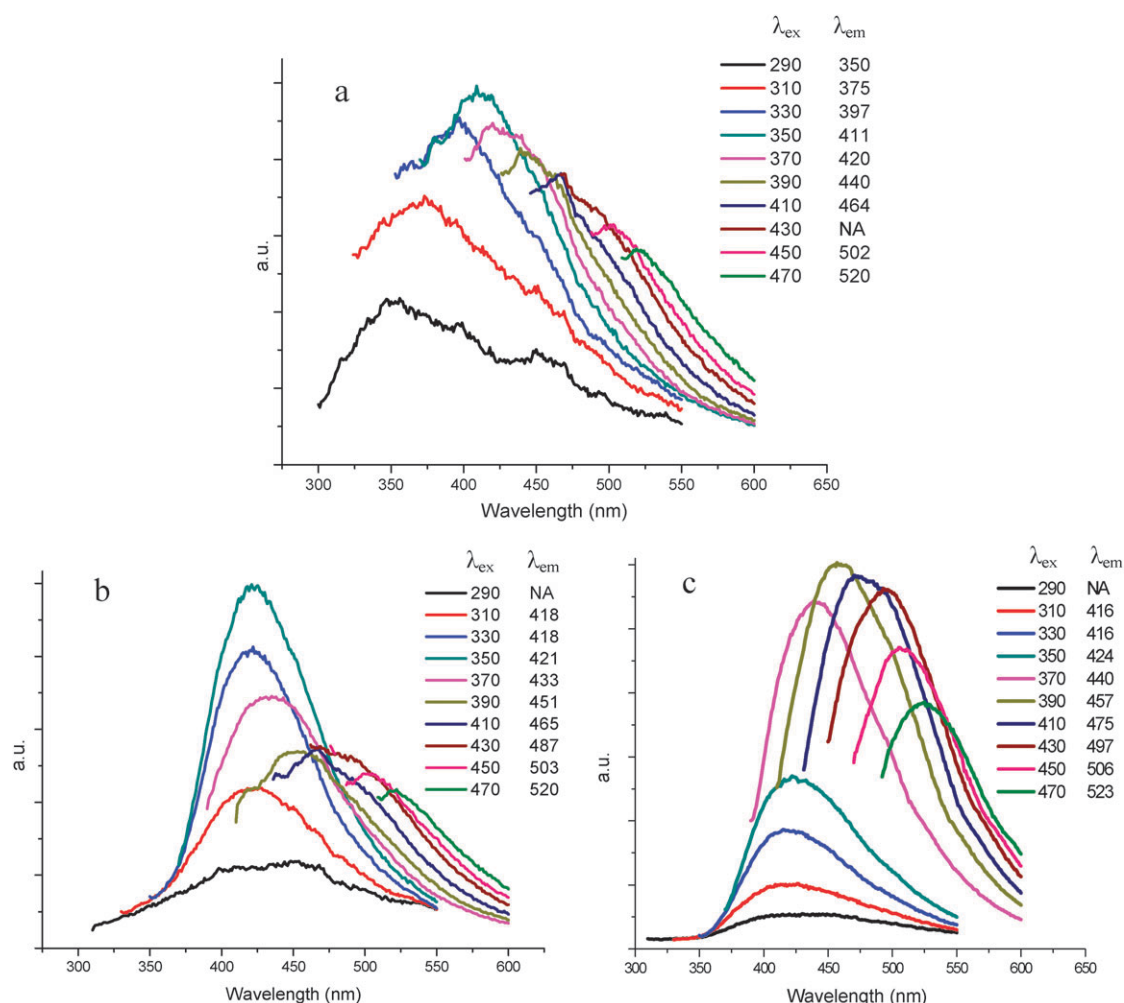 λex λem
290 350
310 375
330 397
350 411
370 420
390 440
410 464
430 NA
450 502
470 520
a
a.u.
300 350 400 450 500 550 600 650
Wavelength (nm)
λex λem
290 NA
310 418
330 418
350 421
370 433
390 451
410 465
430 487
450 503
470 520
b
a.u.
300 350 400 450 500 550 600
Wavelength (nm)
λex λem
290 NA
310 416
330 416
350 424
370 440
390 457
410 475
430 497
450 506
470 523
c
a.u.
300 350 400 450 500 550 600 650
Wavelength (nm)